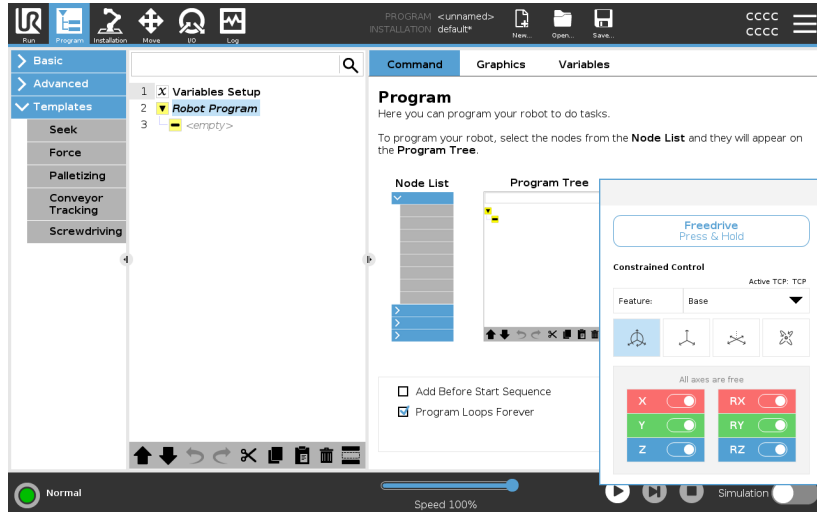 PROGRAM <unnamed>
INSTALLATION default*
CCCC
CCCC
Run
Program
Installation
Move
I/O
Log
New...
Open...
Save...
Basic
Advanced
Templates
Seek
Force
Palletizing
Conveyor
Tracking
Screwdriving
1 X Variables Setup
2 Robot Program
3 <empty>
Command Graphics Variables
Program
Here you can program your robot to do tasks.
To program your robot, select the nodes from the Node List and they will appear on
the Program Tree.
Node List
Program Tree
Add Before Start Sequence
Program Loops Forever
Freedrive
Press & Hold
Constrained Control
Active TCP: TCP
Feature: Base
All axes are free
X RX
Y RY
Z RZ
Normal
Speed 100%
Simulation